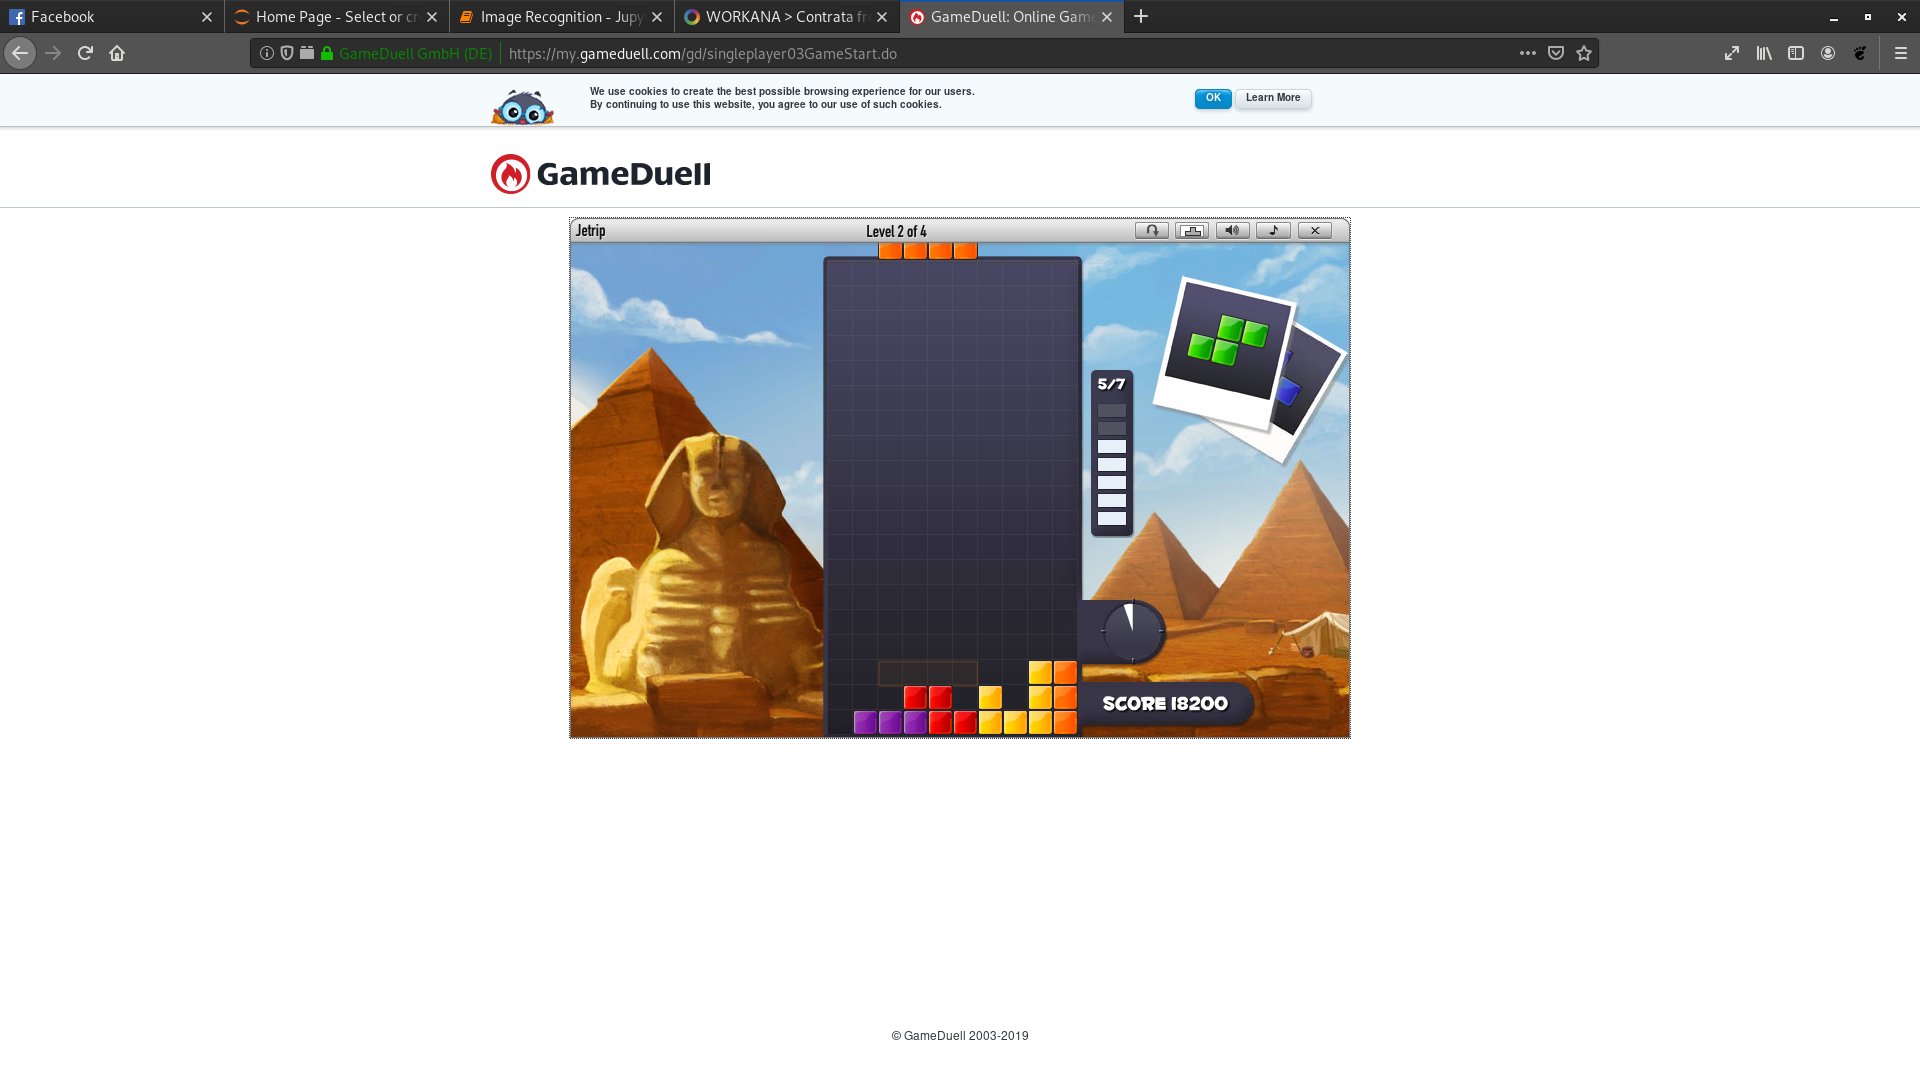 Facebook
Home Page - Select or cr
Image Recognition - Jupy
WORKANA > Contrata fr
GameDuell: Online Game
GameDuell GmbH (DE)
https://my.gameduell.com/gd/singleplayer03GameStart.do
We use cookies to create the best possible browsing experience for our users.
By continuing to use this website, you agree to our use of such cookies.
OK
Learn More
GameDuell
Jetrip
Level 2 of 4
5/7
SCORE 18200
© GameDuell 2003-2019